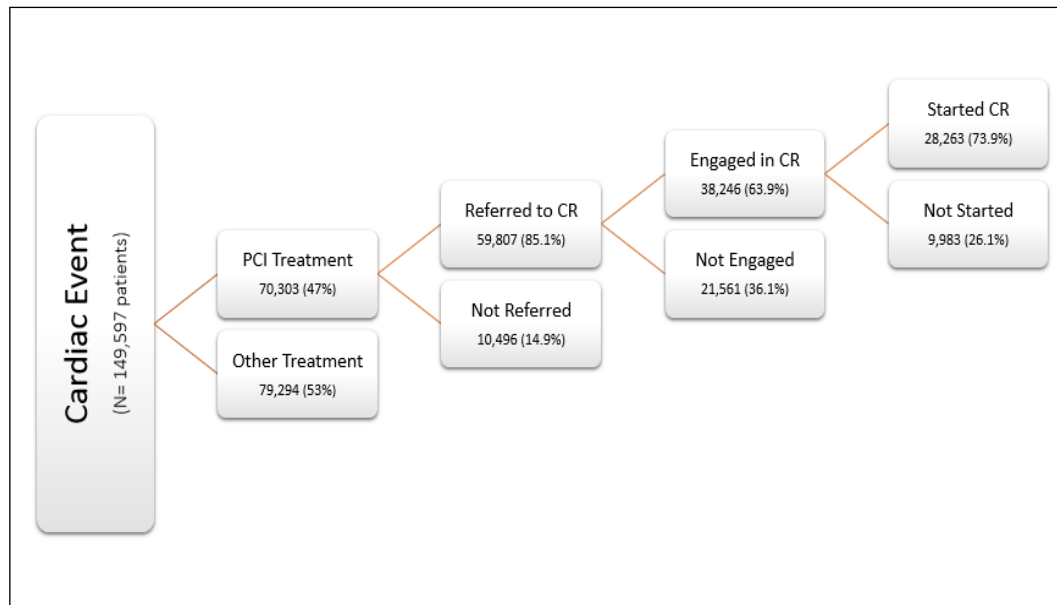 Cardiac Event
(N= 149,597 patients)
PCI Treatment
70,303 (47%)
Other Treatment
79,294 (53%)
Referred to CR
59,807 (85.1%)
Not Referred
10,496 (14.9%)
Engaged in CR
38,246 (63.9%)
Not Engaged
21,561 (36.1%)
Started CR
28,263 (73.9%)
Not Started
9,983 (26.1%)